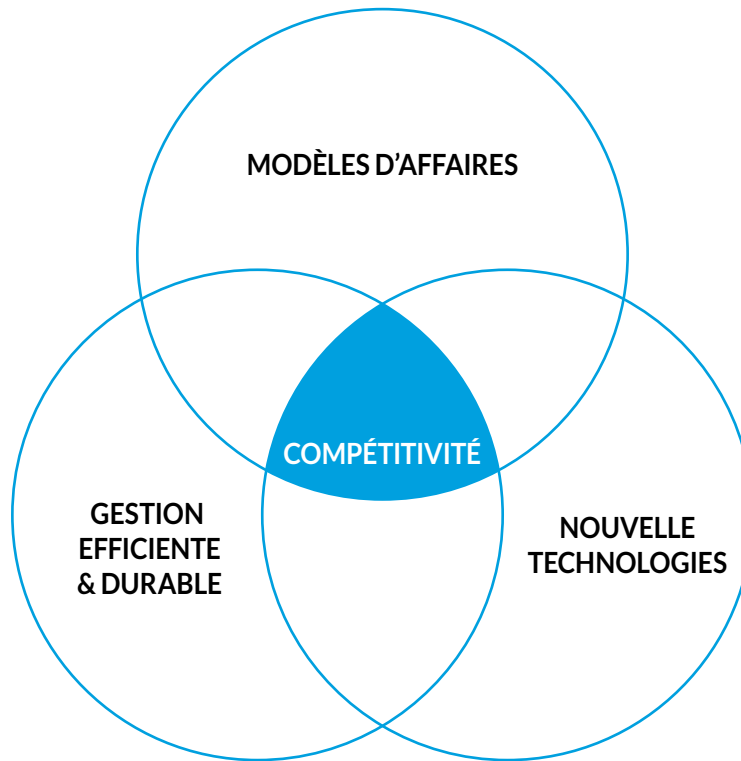 MODÈLES D’AFFAIRES
COMPÉTITIVITÉ
GESTION
EFFICIENTE
& DURABLE
NOUVELLE
TECHNOLOGIES